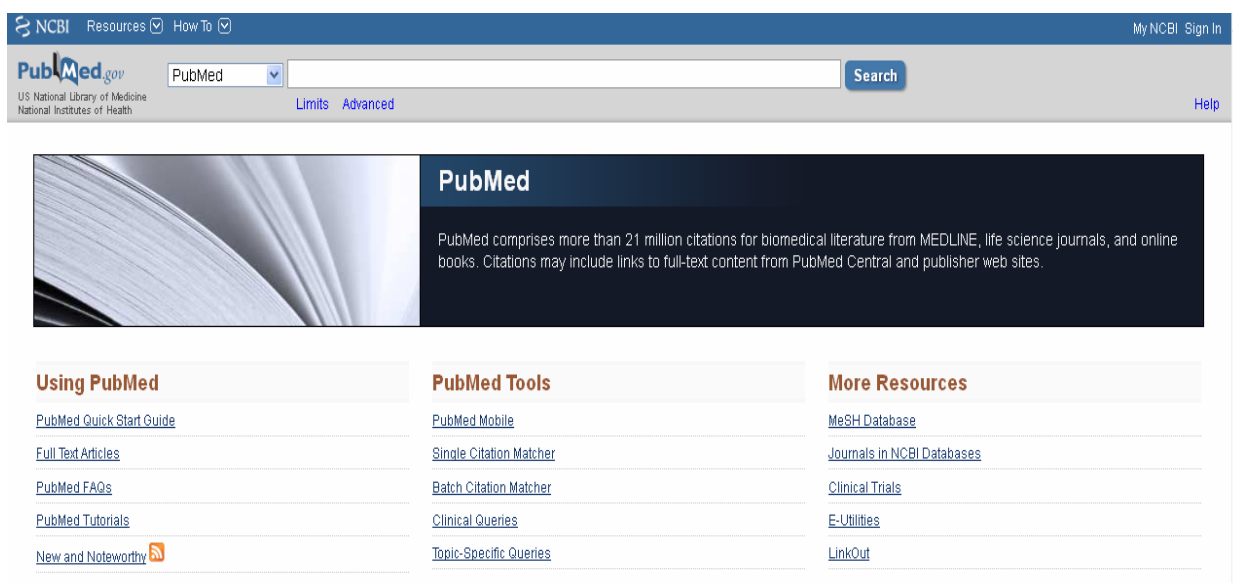 NCBI Resources How To My NCBI Sign In
PubMed.gov PubMed Search
US National Library of Medicine
National Institutes of Health
Limits Advanced Help
PubMed
PubMed comprises more than 21 million citations for biomedical literature from MEDLINE, life science journals, and online
books. Citations may include links to full-text content from PubMed Central and publisher web sites.
Using PubMed
PubMed Quick Start Guide
Full Text Articles
PubMed FAQs
PubMed Tutorials
New and Noteworthy
PubMed Tools
PubMed Mobile
Single Citation Matcher
Batch Citation Matcher
Clinical Queries
Topic-Specific Queries
More Resources
MeSH Database
Journals in NCBI Databases
Clinical Trials
E-Utilities
LinkOut